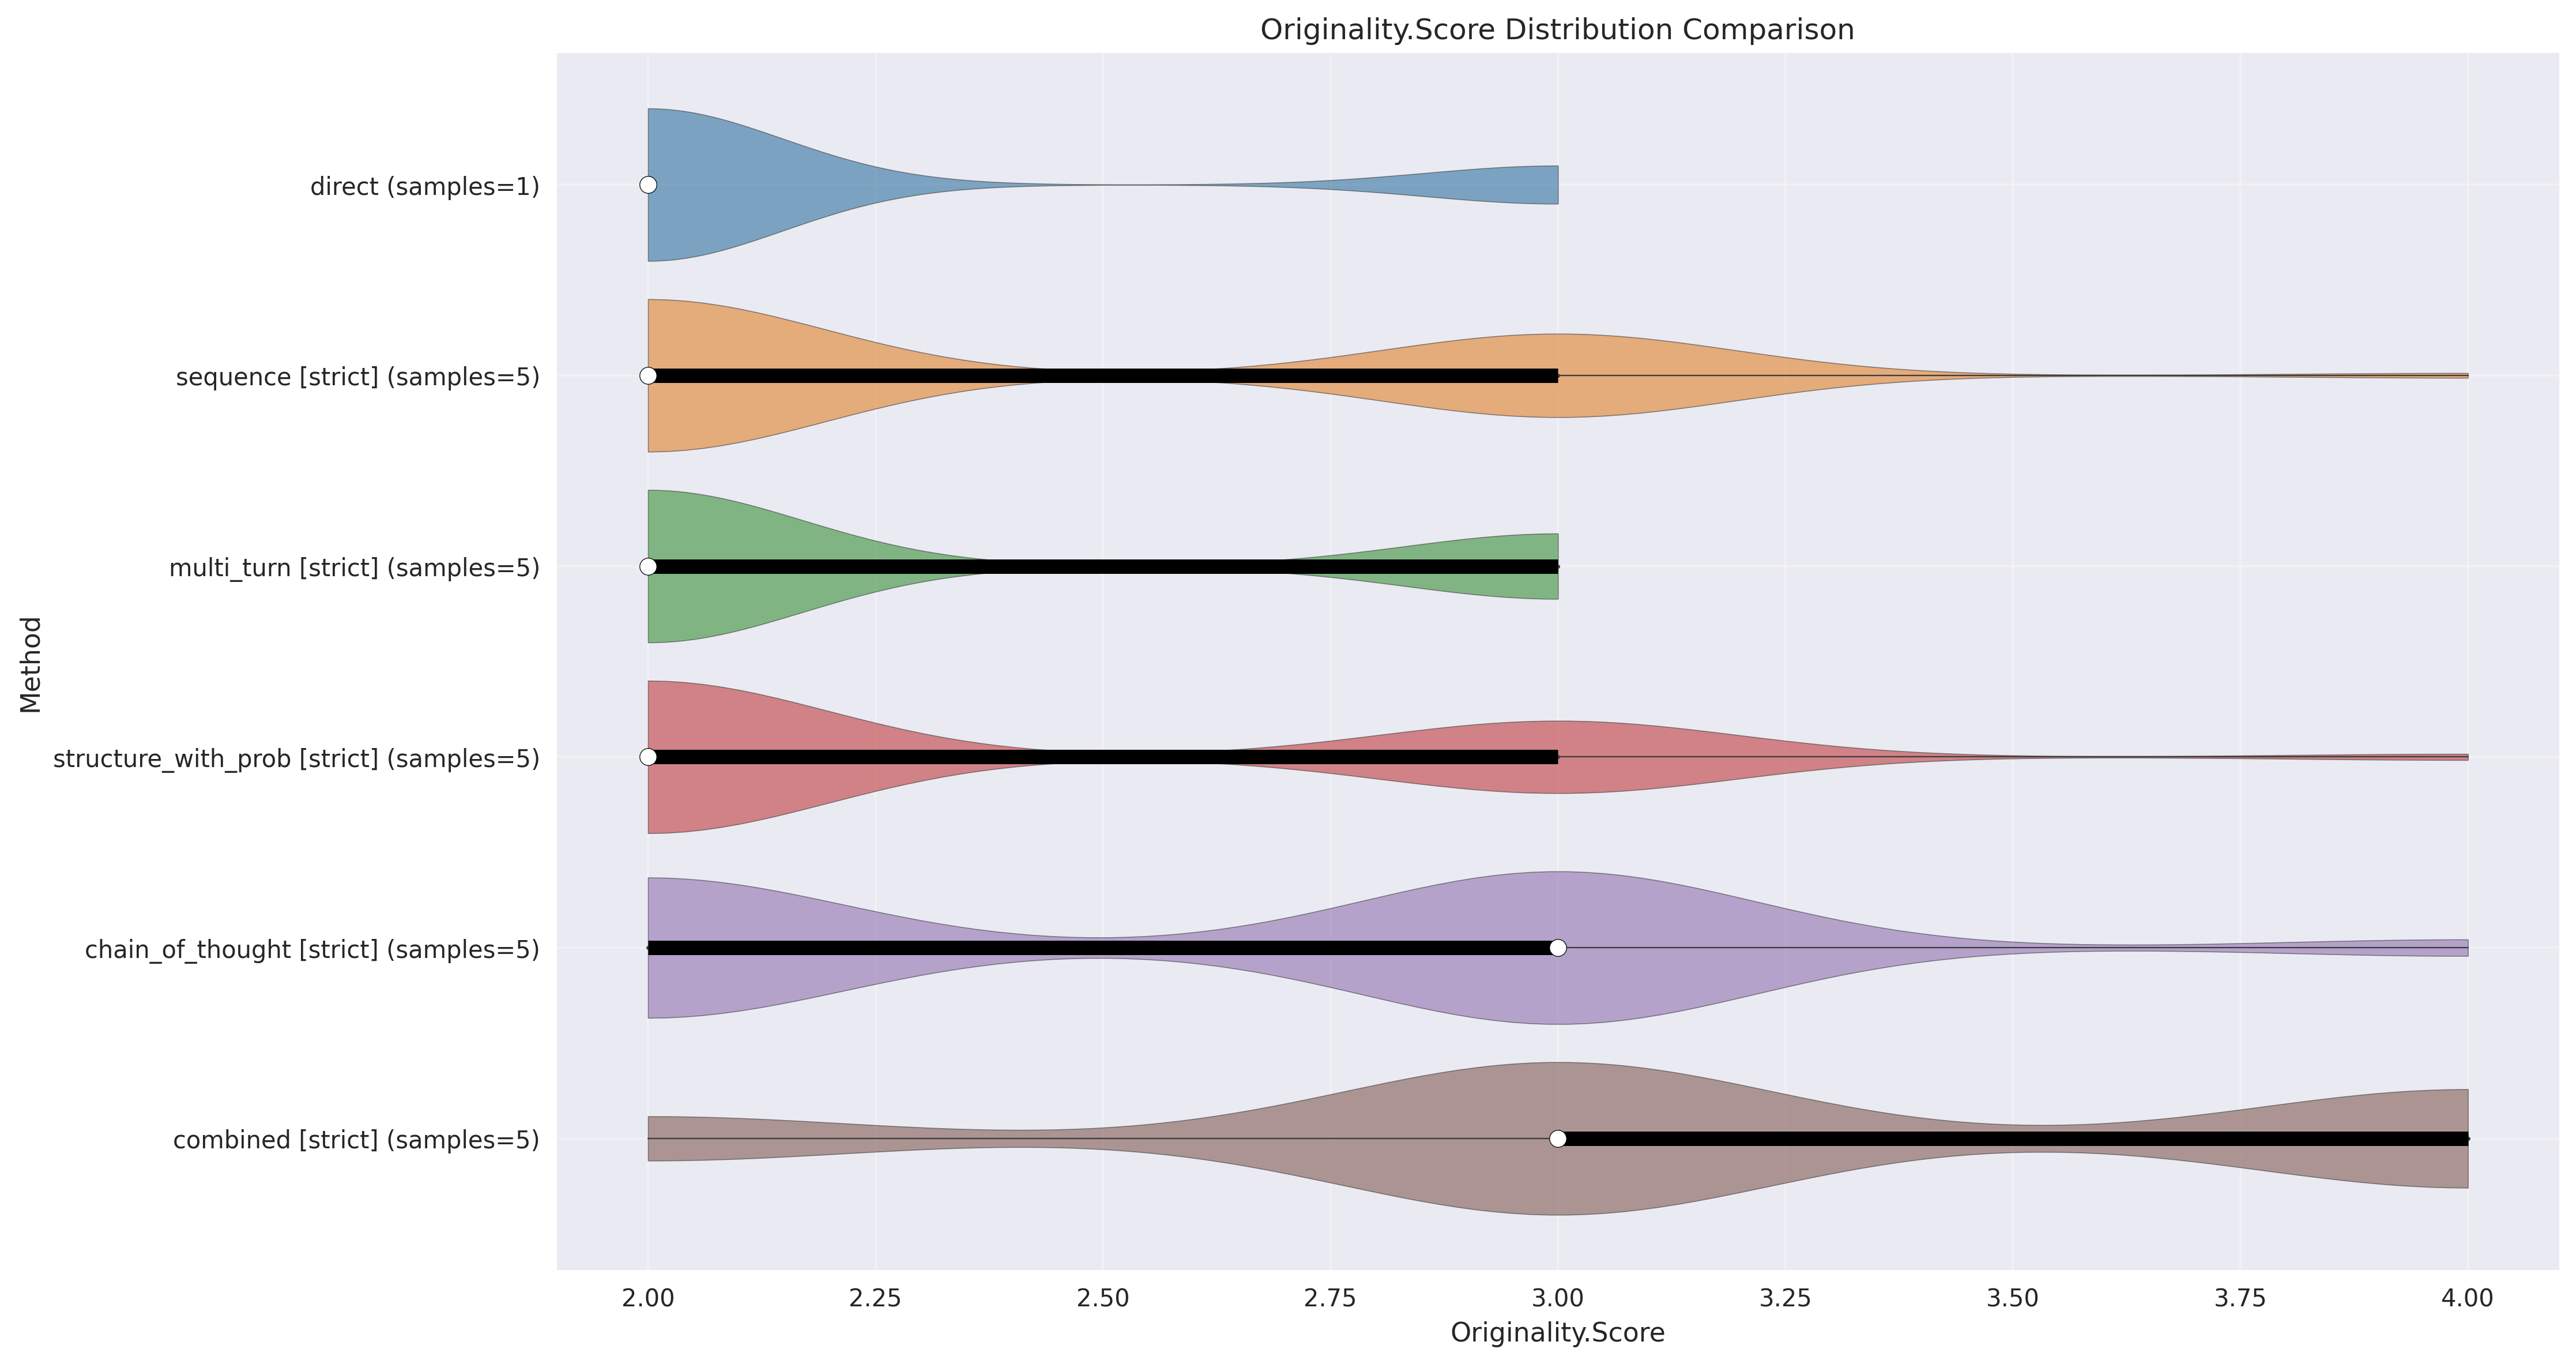 Originality.Score Distribution Comparison
Method
direct (samples=1)
sequence [strict] (samples=5)
multi_turn [strict] (samples=5)
structure_with_prob [strict] (samples=5)
chain_of_thought [strict] (samples=5)
combined [strict] (samples=5)
2.00 2.25 2.50 2.75 3.00 3.25 3.50 3.75 4.00
Originality.Score